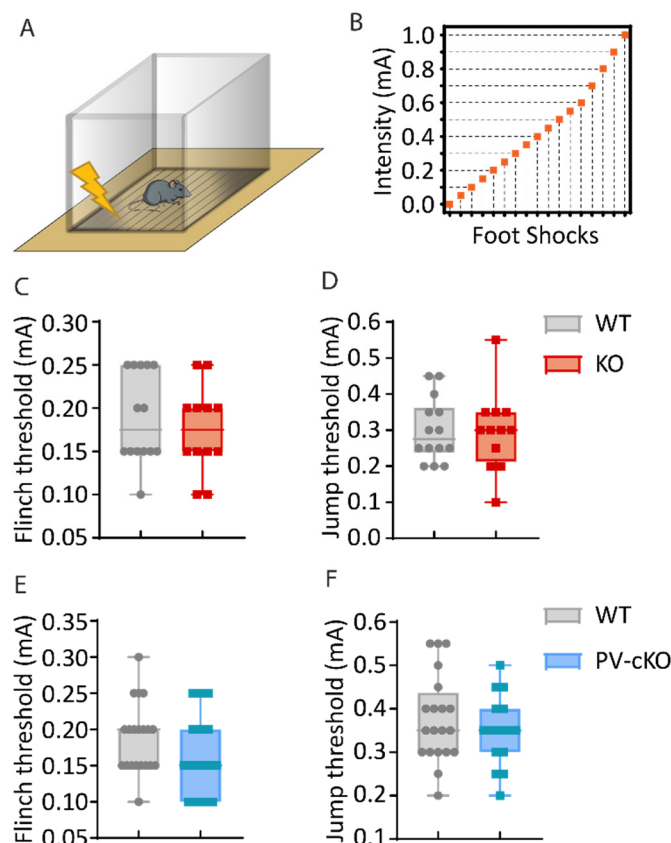 A
B
Intensity (mA)
1.0
0.8
0.6
0.4
0.2
0.0
Foot Shocks
C
Flinch threshold (mA)
0.30
0.25
0.20
0.15
0.10
0.05
D
Jump threshold (mA)
0.6
0.5
0.4
0.3
0.2
0.1
0.0
WT
KO
E
Flinch threshold (mA)
0.35
0.30
0.25
0.20
0.15
0.10
0.05
F
Jump threshold (mA)
0.6
0.5
0.4
0.3
0.2
0.1
WT
PV-cKO